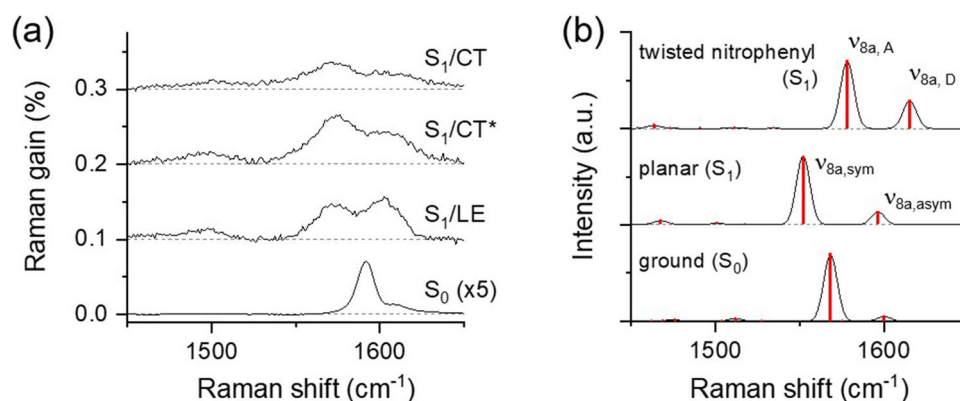 (a)
S₁/CT
S₁/CT*
S₁/LE
S₀ (x5)
0.3
0.2
0.1
0.0
Raman gain (%)
1500 1600
Raman shift (cm⁻¹)
(b)
twisted nitrophenyl
(S₁)
ν8a, A
ν8a, D
planar (S₁)
ν8a,sym
ν8a,asym
ground (S₀)
Intensity (a.u.)
1500 1600
Raman shift (cm⁻¹)